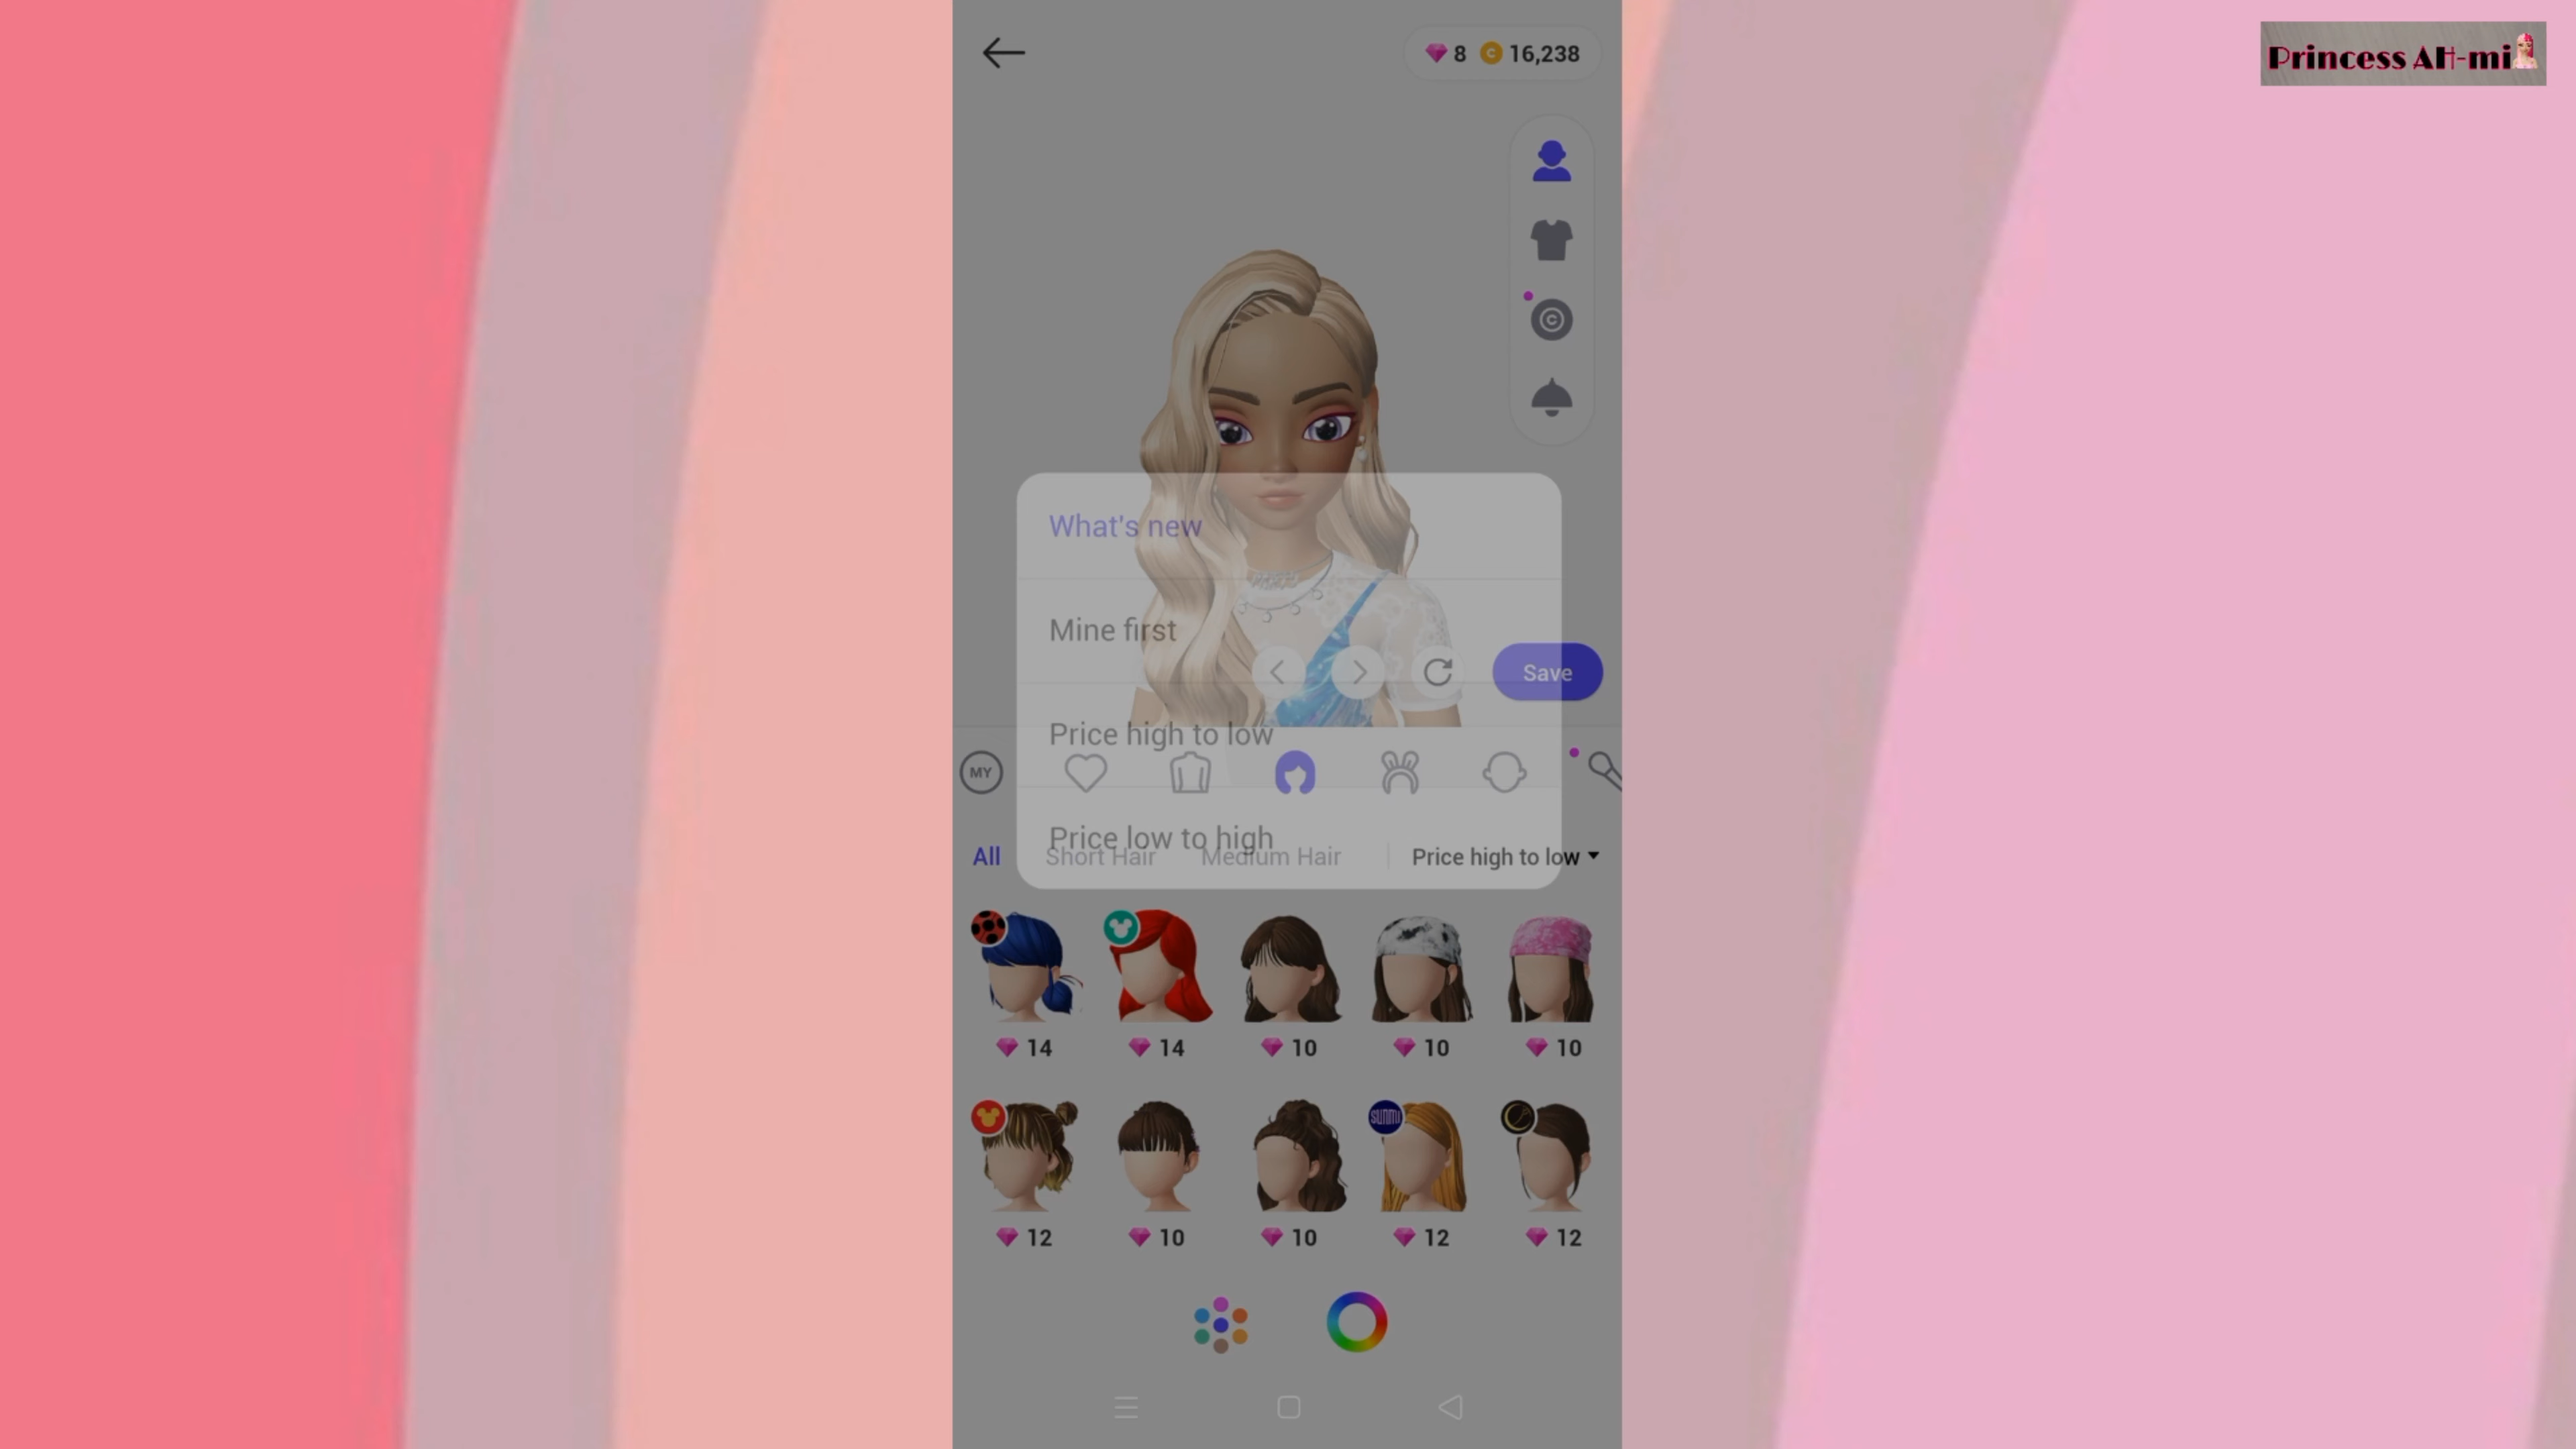 8 C 16,238
Princess AH-mi
C
What's new
Mine first
Save
Price high to low
MY
Price low to high
All Short Hair Medium Hair Price high to low
14 14 10 10 10
SUMMI
12 10 10 12 12